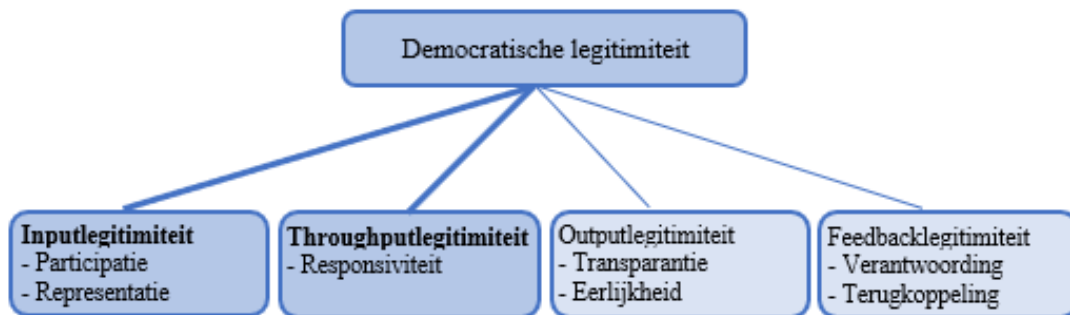 Democratische legitimiteit
Inputlegitimiteit
- Participatie
- Representatie
Throughputlegitimiteit
- Responsiviteit
Outputlegitimiteit
- Transparantie
- Eerlijkheid
Feedbacklegitimiteit
- Verantwoording
- Terugkoppeling